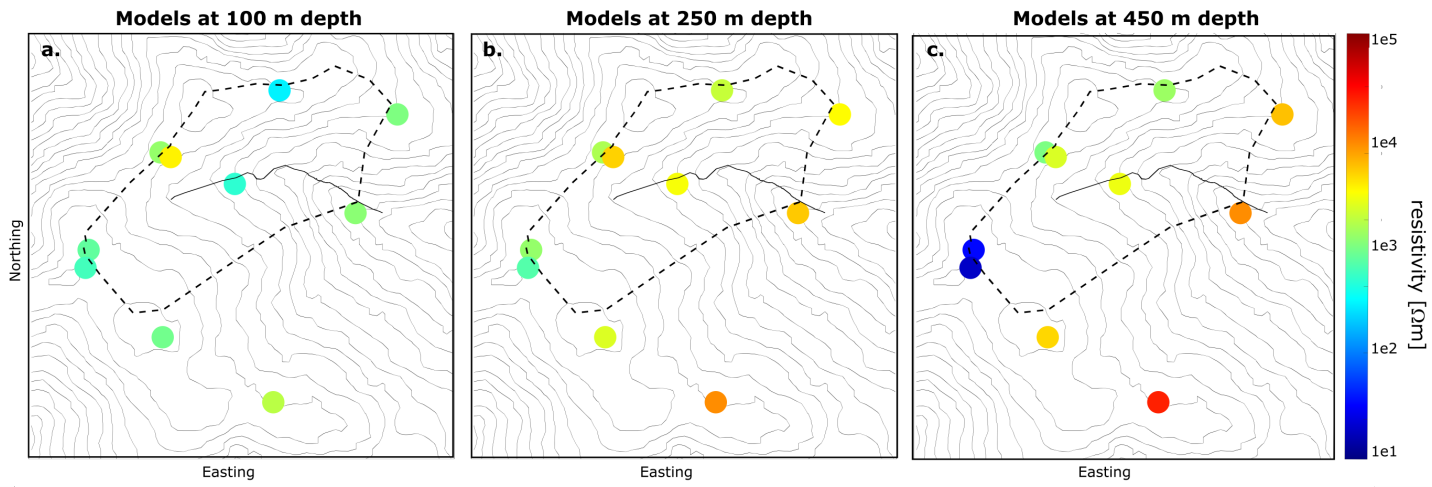 Models at 100 m depth
Models at 250 m depth
Models at 450 m depth
a.
b.
c.
1e5
1e4
1e3
1e2
1e1
resistivity [Ωm]
Northing
Easting
Easting
Easting